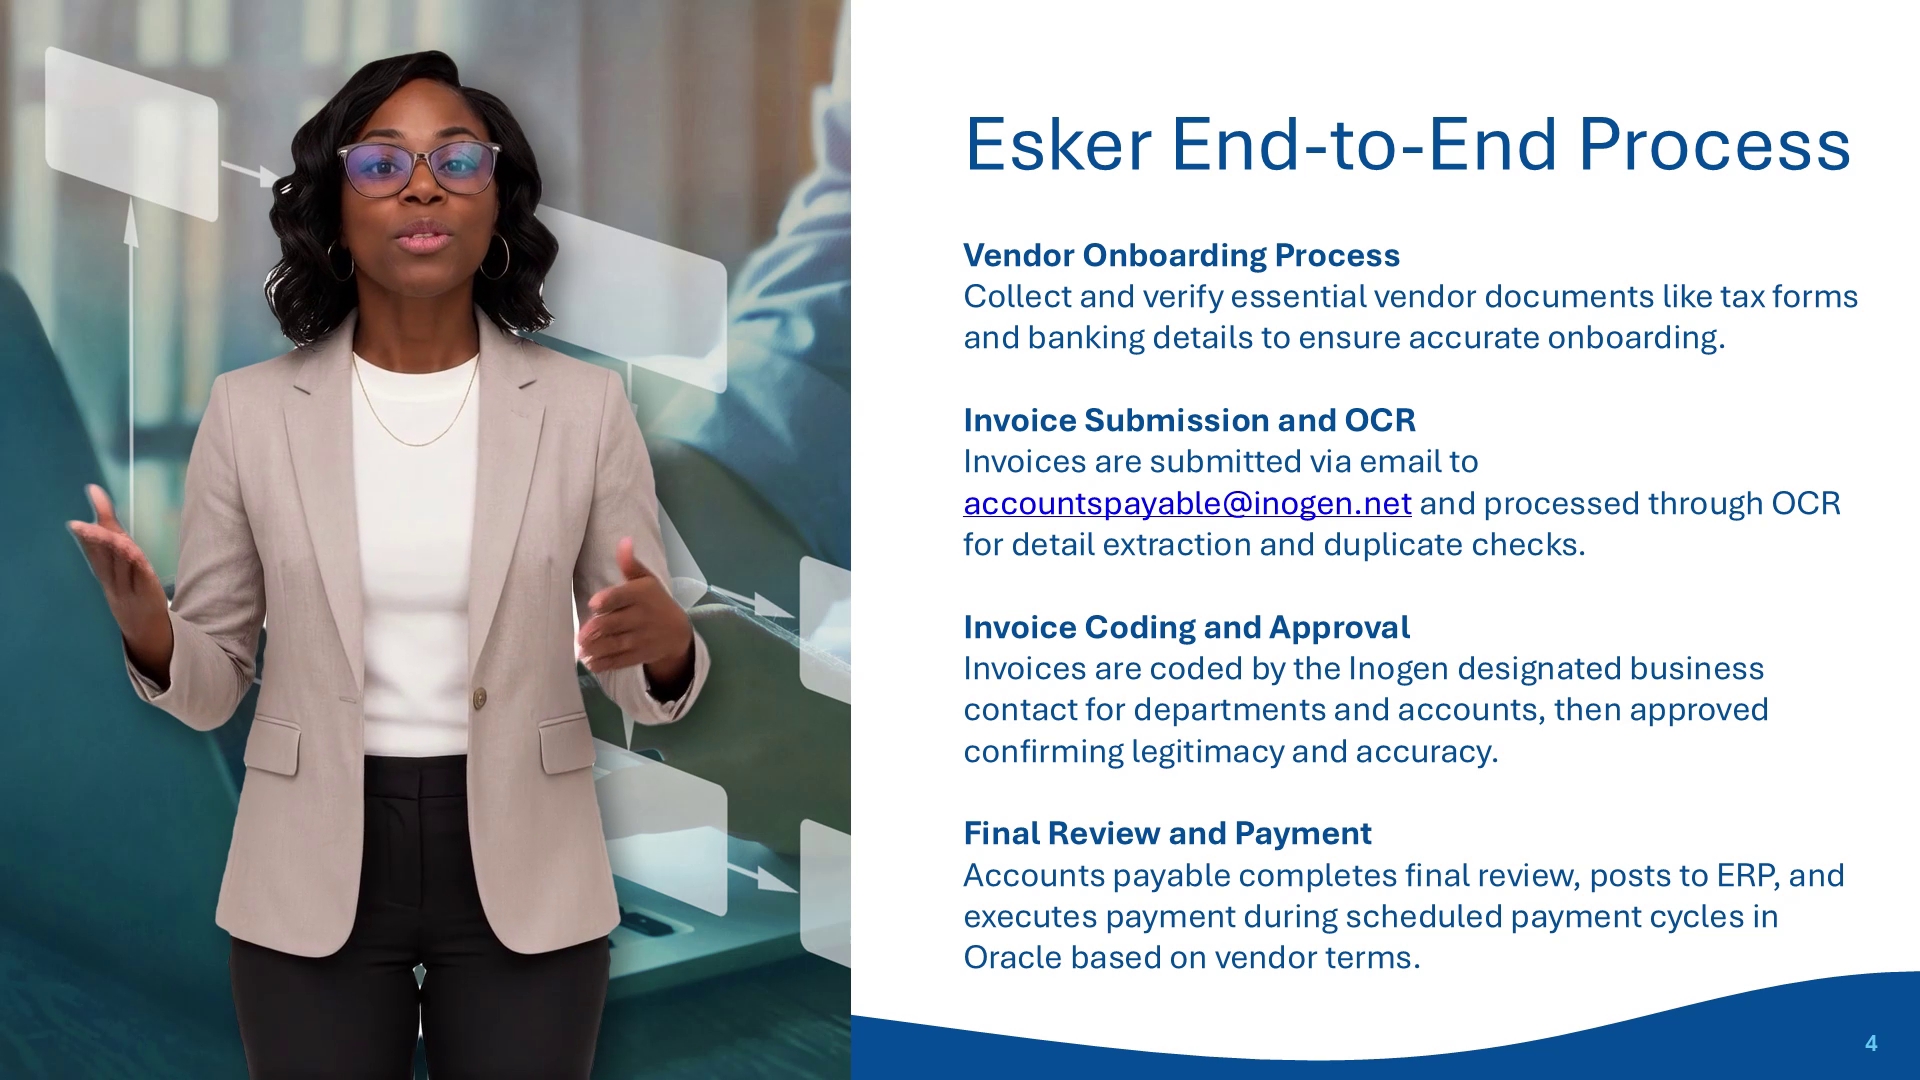 Esker End-to-End Process
Vendor Onboarding Process
Collect and verify essential vendor documents like tax forms
and banking details to ensure accurate onboarding.
Invoice Submission and OCR
Invoices are submitted via email to
accountspayable@inogen.net and processed through OCR
for detail extraction and duplicate checks.
Invoice Coding and Approval
Invoices are coded by the Inogen designated business
contact for departments and accounts, then approved
confirming legitimacy and accuracy.
Final Review and Payment
Accounts payable completes final review, posts to ERP, and
executes payment during scheduled payment cycles in
Oracle based on vendor terms.
4